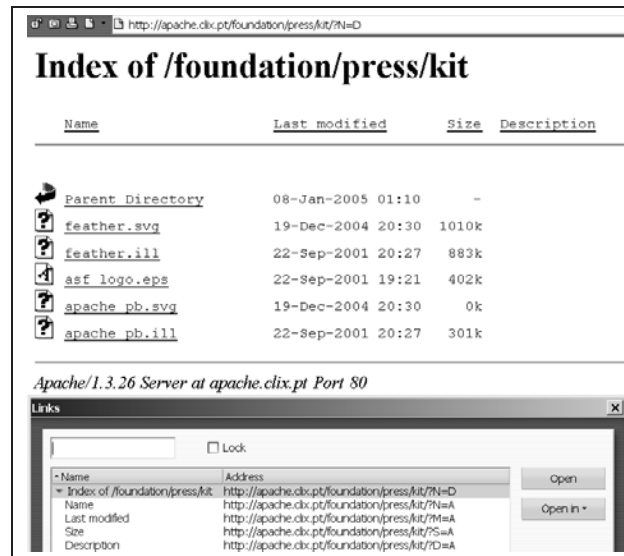 http://apache.clix.pt/foundation/press/kit/?N=D
Index of /foundation/press/kit
Name Last modified Size Description
Parent Directory 08-Jan-2005 01:10 -
feather.svg 19-Dec-2004 20:30 1010k
feather.ill 22-Sep-2001 20:27 883k
asf_logo.eps 22-Sep-2001 19:21 402k
apache_pb.svg 19-Dec-2004 20:30 0k
apache_pb.ill 22-Sep-2001 20:27 301k
Apache/1.3.26 Server at apache.clix.pt Port 80
Links
Lock
Name Address
Index of /foundation/press/kit http://apache.clix.pt/foundation/press/kit/?N=D
Name http://apache.clix.pt/foundation/press/kit/?N=A
Last modified http://apache.clix.pt/foundation/press/kit/?M=A
Size http://apache.clix.pt/foundation/press/kit/?S=A
Description http://apache.clix.pt/foundation/press/kit/?D=A
Open
Open in